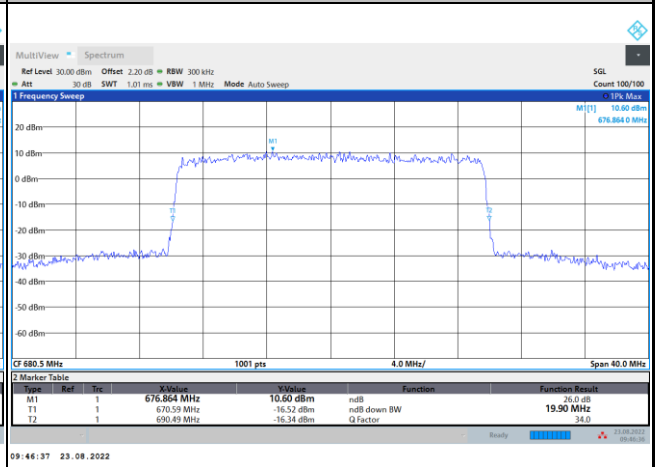 MultiView Spectrum
Ref Level 30.00 dBm Offset 2.20 dB RBW 300 kHz SGL
Att 30 dB SWT 1.01 ms VBW 1 MHz Mode Auto Sweep Count 100/100
1 Frequency Sweep 1Pk Max
M1[1] 10.60 dBm
676.864 0 MHz
20 dBm
M1
10 dBm
0 dBm
-10 dBm
T1 T2
-20 dBm
-30 dBm
-40 dBm
-50 dBm
-60 dBm
CF 680.5 MHz 1001 pts 4.0 MHz/ Span 40.0 MHz
2 Marker Table
Type Ref Trc X-Value Y-Value Function Function Result
M1 1 676.864 MHz 10.60 dBm ndB 26.0 dB
T1 1 670.59 MHz -16.52 dBm ndB down BW 19.90 MHz
T2 1 690.49 MHz -16.34 dBm Q Factor 34.0
Ready 23.08.2022
09:46:36
09:46:37 23.08.2022